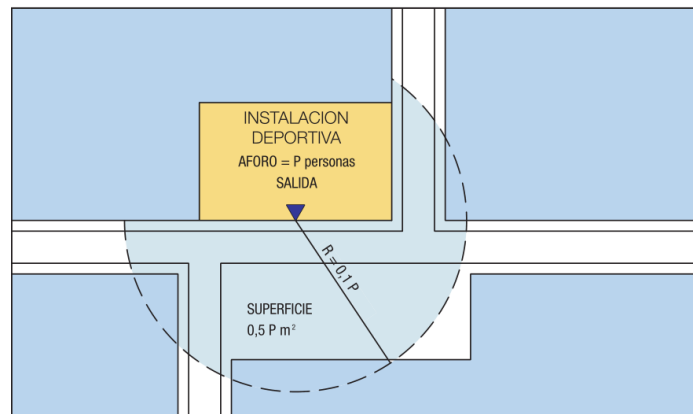 INSTALACION
DEPORTIVA
AFORO = P personas
SALIDA
R = 0,1 P
SUPERFICIE
0,5 P m²